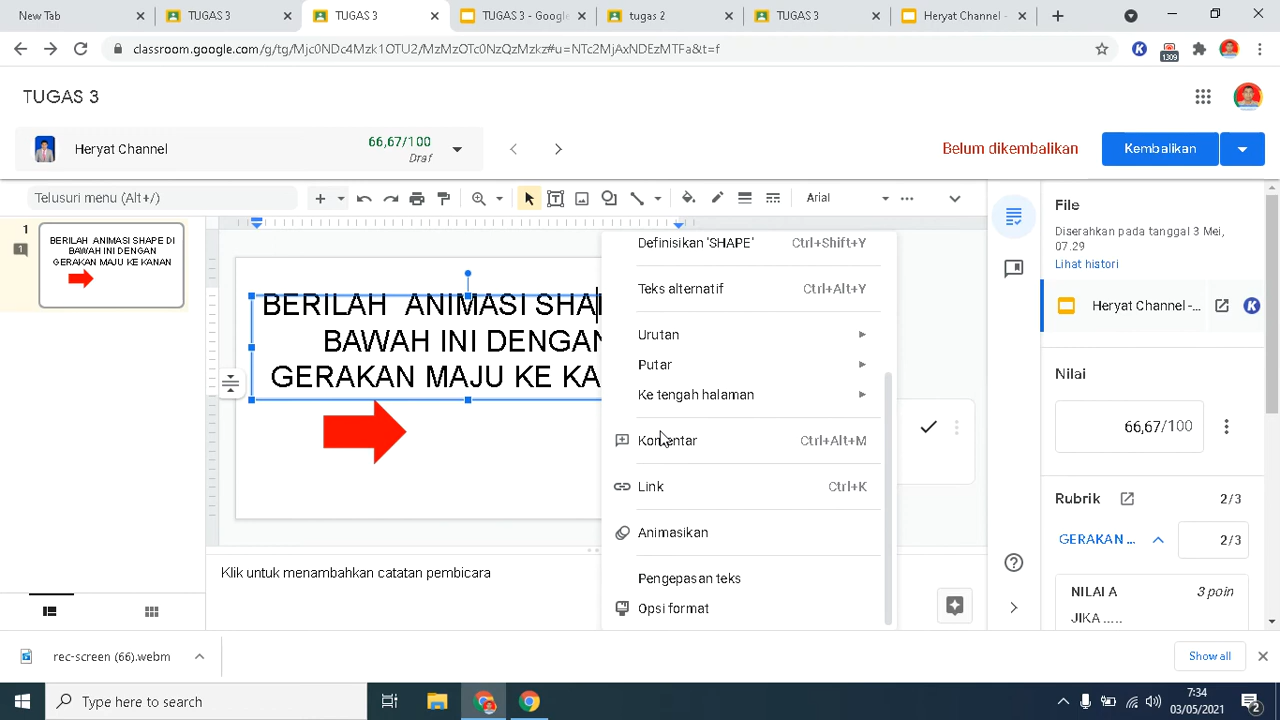 New Tab
TUGAS 3
TUGAS 3
TUGAS 3 - Google
tugas 2
TUGAS 3
Heryat Channel -
classroom.google.com/g/tg/Mjc0NDc4Mzk1OTU2/MzMzOTc0NzQzMzkz#u=NTc2MjAxNDEzMTFa&t=f
1309
TUGAS 3
Heryat Channel
66,67/100
Draf
Belum dikembalikan
Kembalikan
Telusuri menu (Alt+/)
Arial
1
1
BERILAH  ANIMASI SHAPE DI
BAWAH INI DENGAN
GERAKAN MAJU KE KANAN
BERILAH  ANIMASI SHA
BAWAH INI DENGAN
GERAKAN MAJU KE KA
Definisikan 'SHAPE' Ctrl+Shift+Y
Teks alternatif Ctrl+Alt+Y
Urutan
Putar
Ke tengah halaman
Komentar Ctrl+Alt+M
Link Ctrl+K
Animasikan
Pengepasan teks
Opsi format
Klik untuk menambahkan catatan pembicara
File
Diserahkan pada tanggal 3 Mei,
07.29
Lihat histori
Heryat Channel -...
Nilai
66,67/100
Rubrik 2/3
GERAKAN ... 2/3
NILAI A 3 poin
JIKA .....
rec-screen (66).webm
Show all
Type here to search
7:34
03/05/2021
2